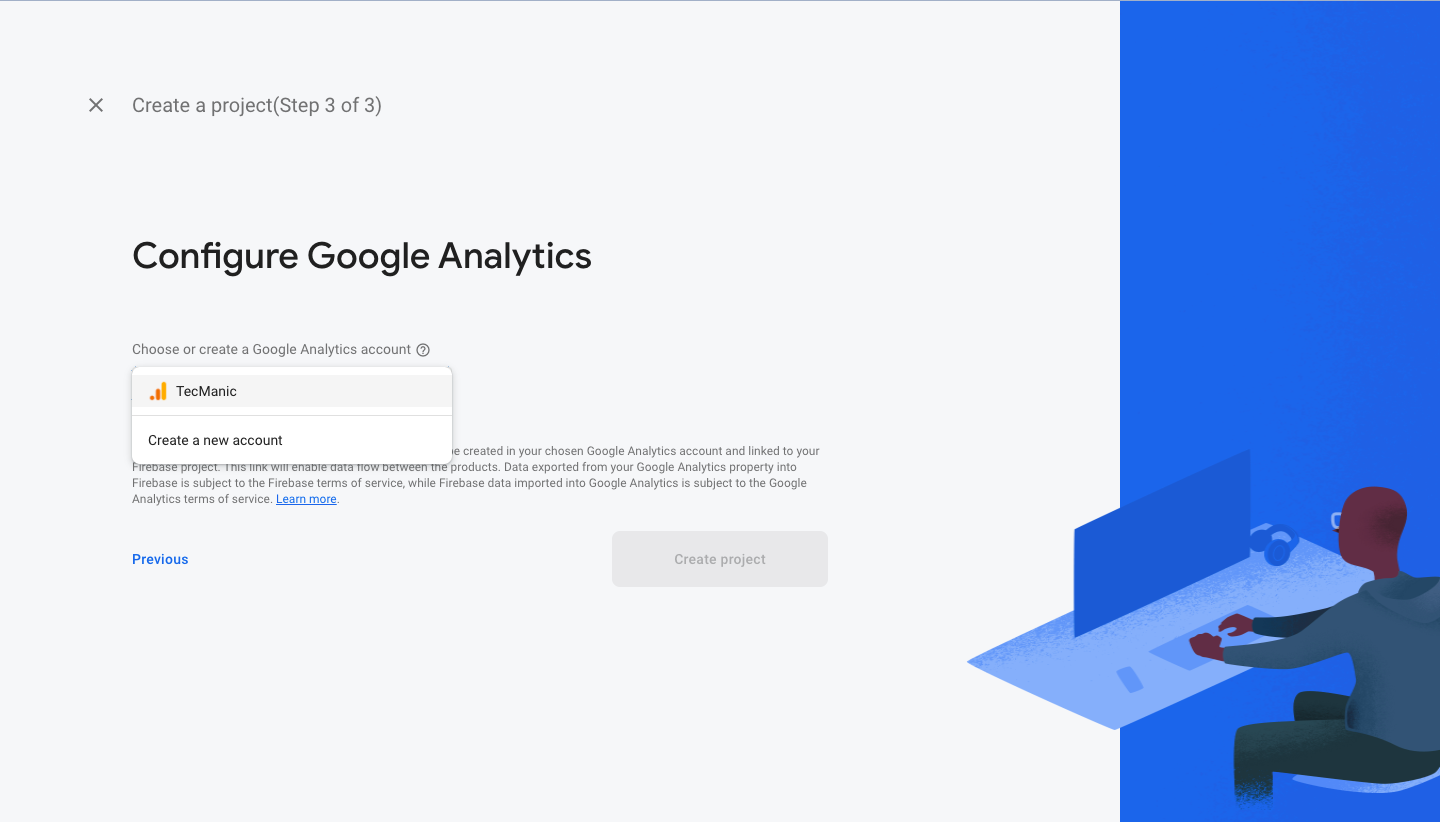 Create a project(Step 3 of 3)
Configure Google Analytics
Choose or create a Google Analytics account
TecManic
Create a new account
be created in your chosen Google Analytics account and linked to your
Firebase project. This link will enable data flow between the products. Data exported from your Google Analytics property into
Firebase is subject to the Firebase terms of service, while Firebase data imported into Google Analytics is subject to the Google
Analytics terms of service. Learn more.
Previous
Create project